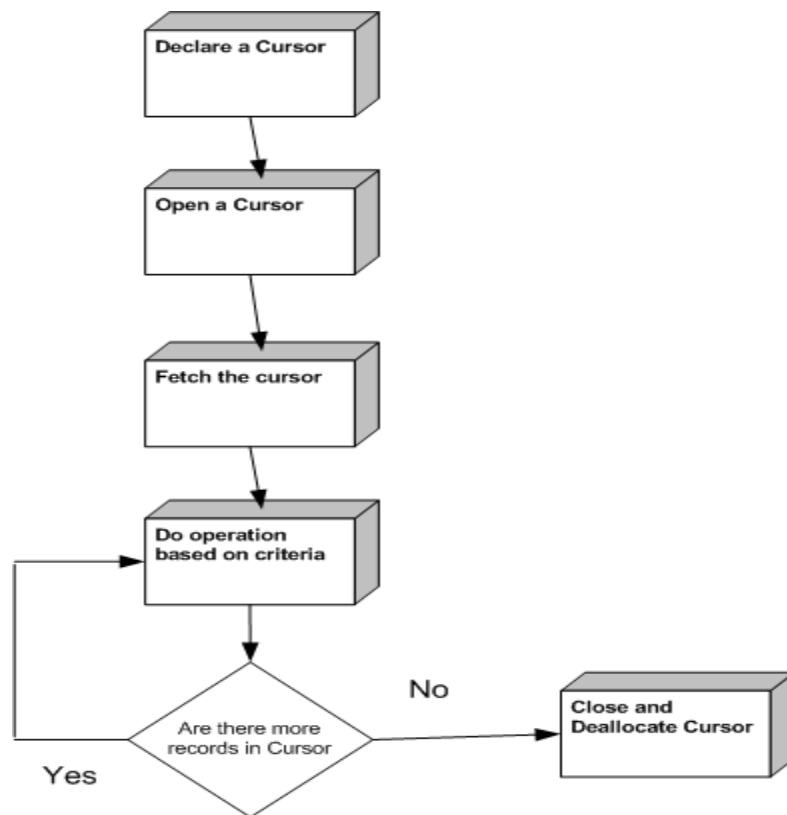 Declare a Cursor
Open a Cursor
Fetch the cursor
Do operation
based on criteria
Are there more
records in Cursor
No
Yes
Close and
Deallocate Cursor